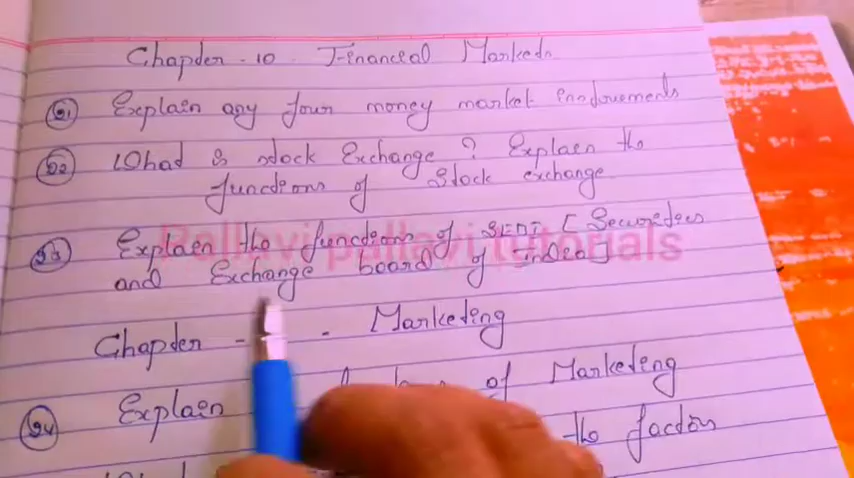 Chapter - 10 - Financial Markets
Q1 Explain any four money market instruments
Q2 What is stock Exchange ? Explain the
functions of stock exchange
Q3 Explain the functions of SEBI [ Securities
and Exchange board of india ]
Pallavi pallavi tutorials
Chapter - - Marketing
Q4 Explain of Marketing
the factors